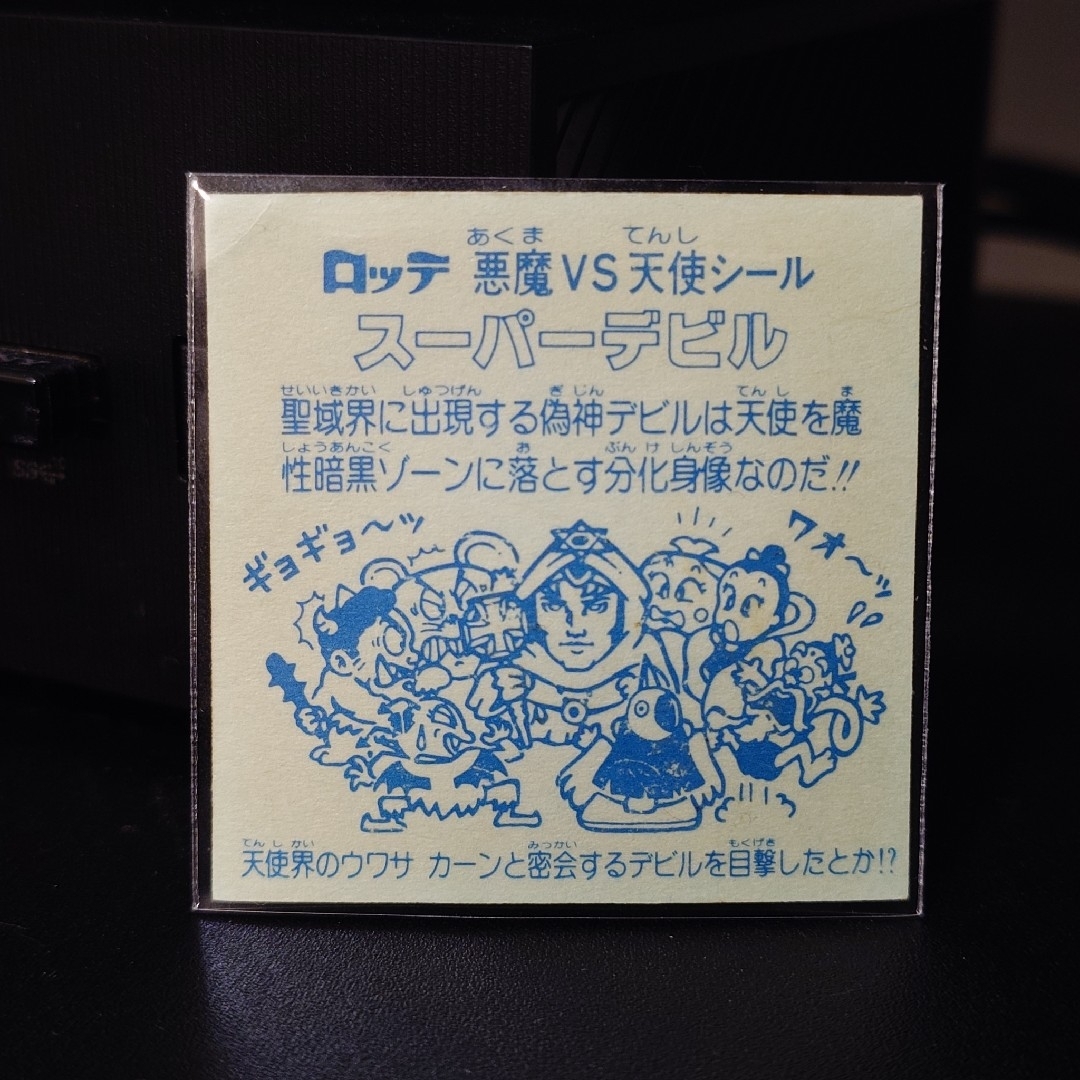 あくま てんし
ロッテ 悪魔VS天使シール
スーパーデビル
せいいきかい しゅつげん ぎ じん てん し ま
聖域界に出現する偽神デビルは天使を魔
しょうあんこく お ぶん け しんぞう
性暗黒ゾーンに落とす分化身像なのだ!!
ギョギョ〜ッ
ワォ〜ッ
てん し かい みっかい もくげき
天使界のウワサ カーンと密会するデビルを目撃したとか!?